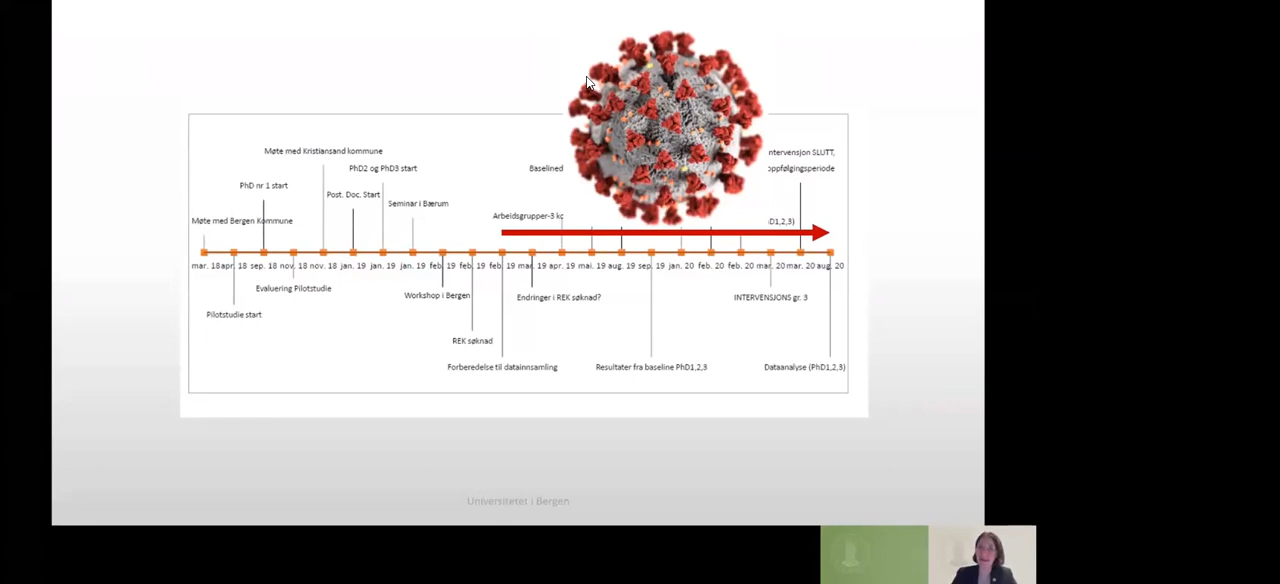 Møte med Kristiansand kommune
ntervensjon SLUTT,
PhD2 og PhD3 start
Baselined
oppfølgingsperiode
PhD nr 1 start
Post. Doc. Start
Seminar i Bærum
Møte med Bergen Kommune
Arbeidsgrupper-3 kc
D1,2,3)
mar. 18 apr. 18 sep. 18 nov. 18 nov. 18 jan. 19 jan. 19 jan. 19 feb. 19 feb. 19 feb. 19 mar. 19 apr. 19 mai. 19 aug. 19 sep. 19 jan. 20 feb. 20 feb. 20 mar. 20 mar. 20 aug. 20
Evaluering Pilotstudie
Workshop i Bergen
Endringer i REK søknad?
INTERVENSJONS gr. 3
Pilotstudie start
REK søknad
Forberedelse til datainnsamling
Resultater fra baseline PhD1,2,3
Dataanalyse (PhD1,2,3)
Universitetet i Bergen